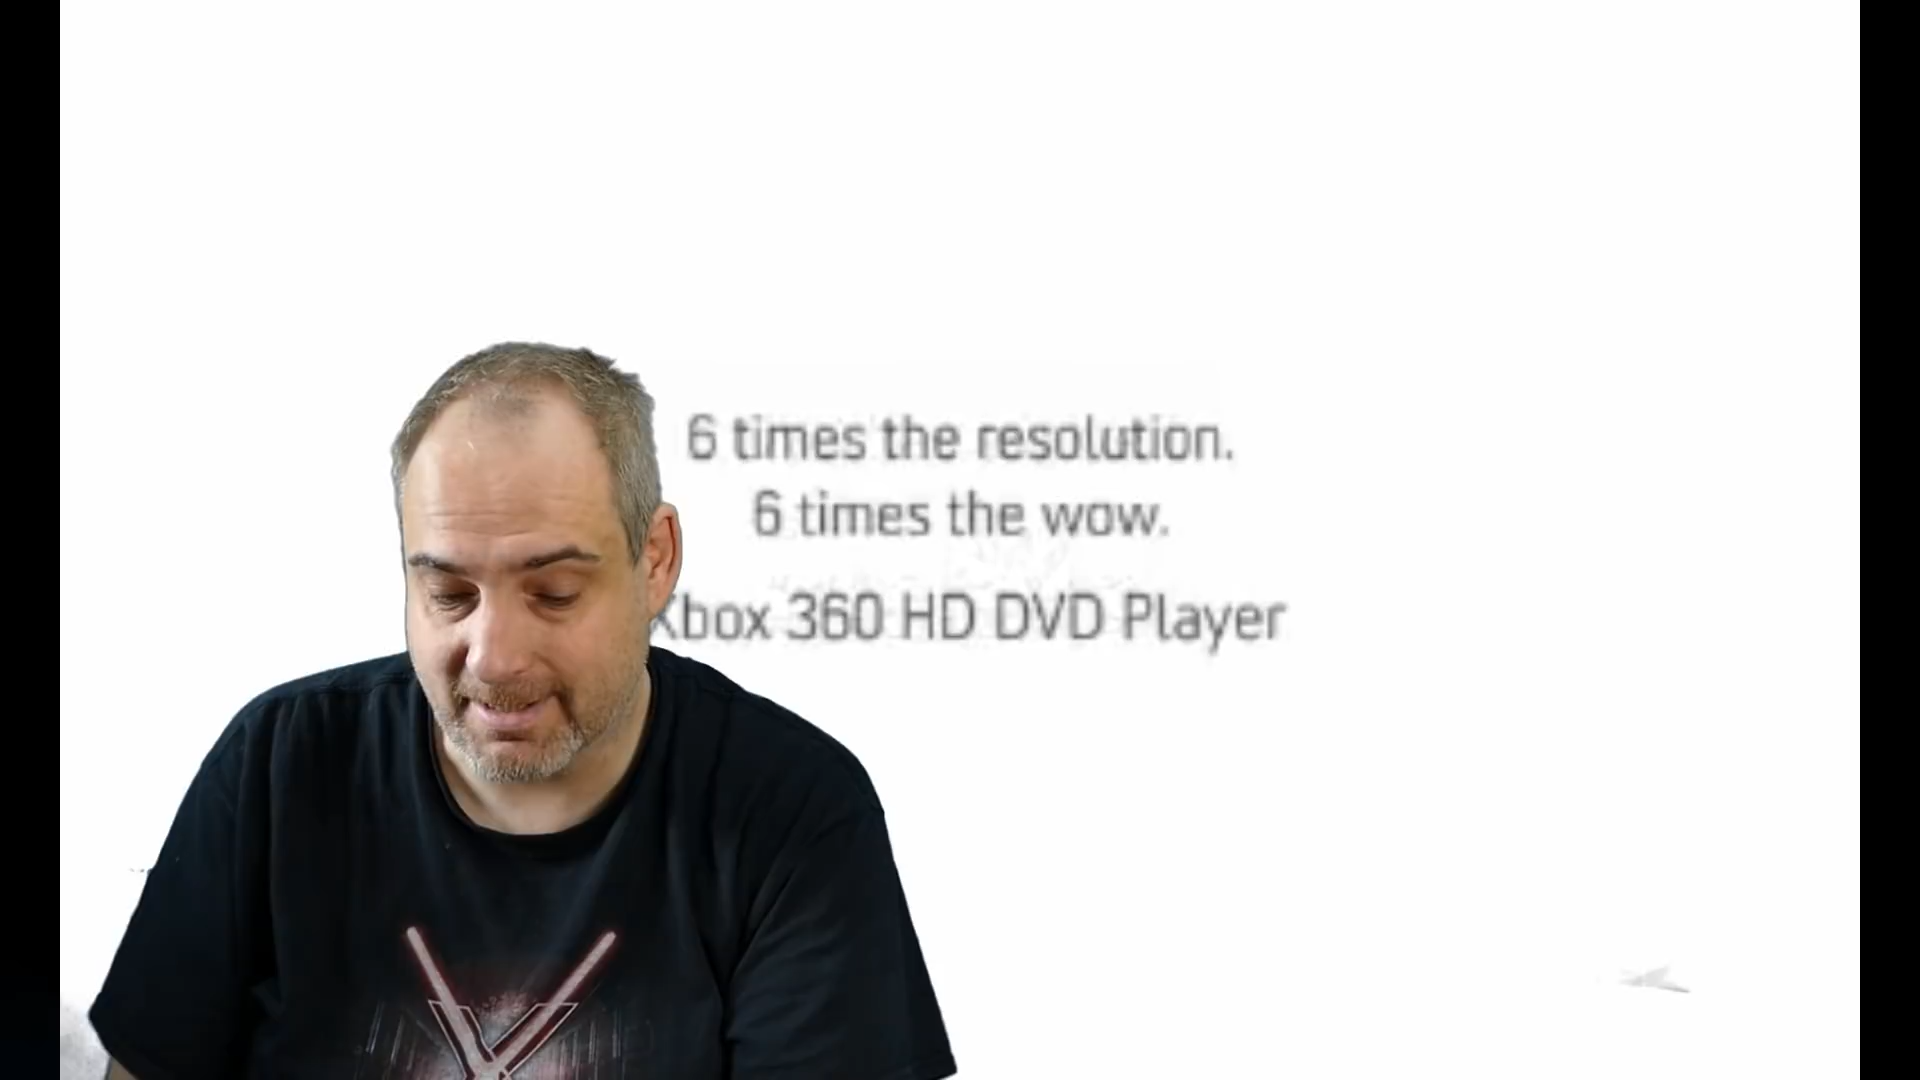 6 times the resolution.
6 times the wow.
Xbox 360 HD DVD Player